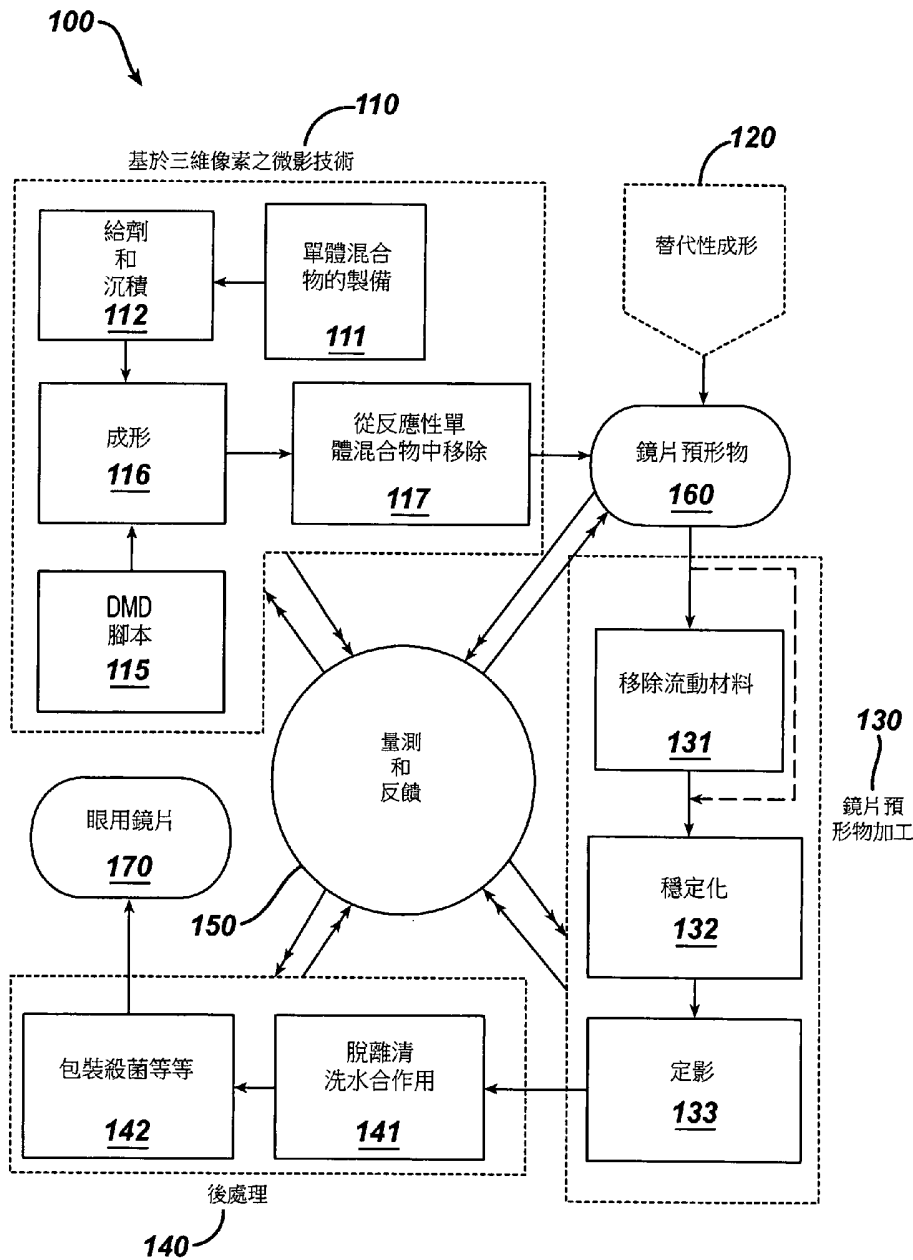 100
110
基於三維像素之微影技術
120
給劑
和
沉積
112
單體混合
物的製備
111
替代性成形
成形
116
從反應性單
體混合物中移除
117
鏡片預形物
160
DMD
腳本
115
移除流動材料
131
130
鏡片預
形物加工
量測
和
反饋
150
眼用鏡片
170
穩定化
132
包裝殺菌等等
142
脫離清
洗水合作用
141
定影
133
後處理
140